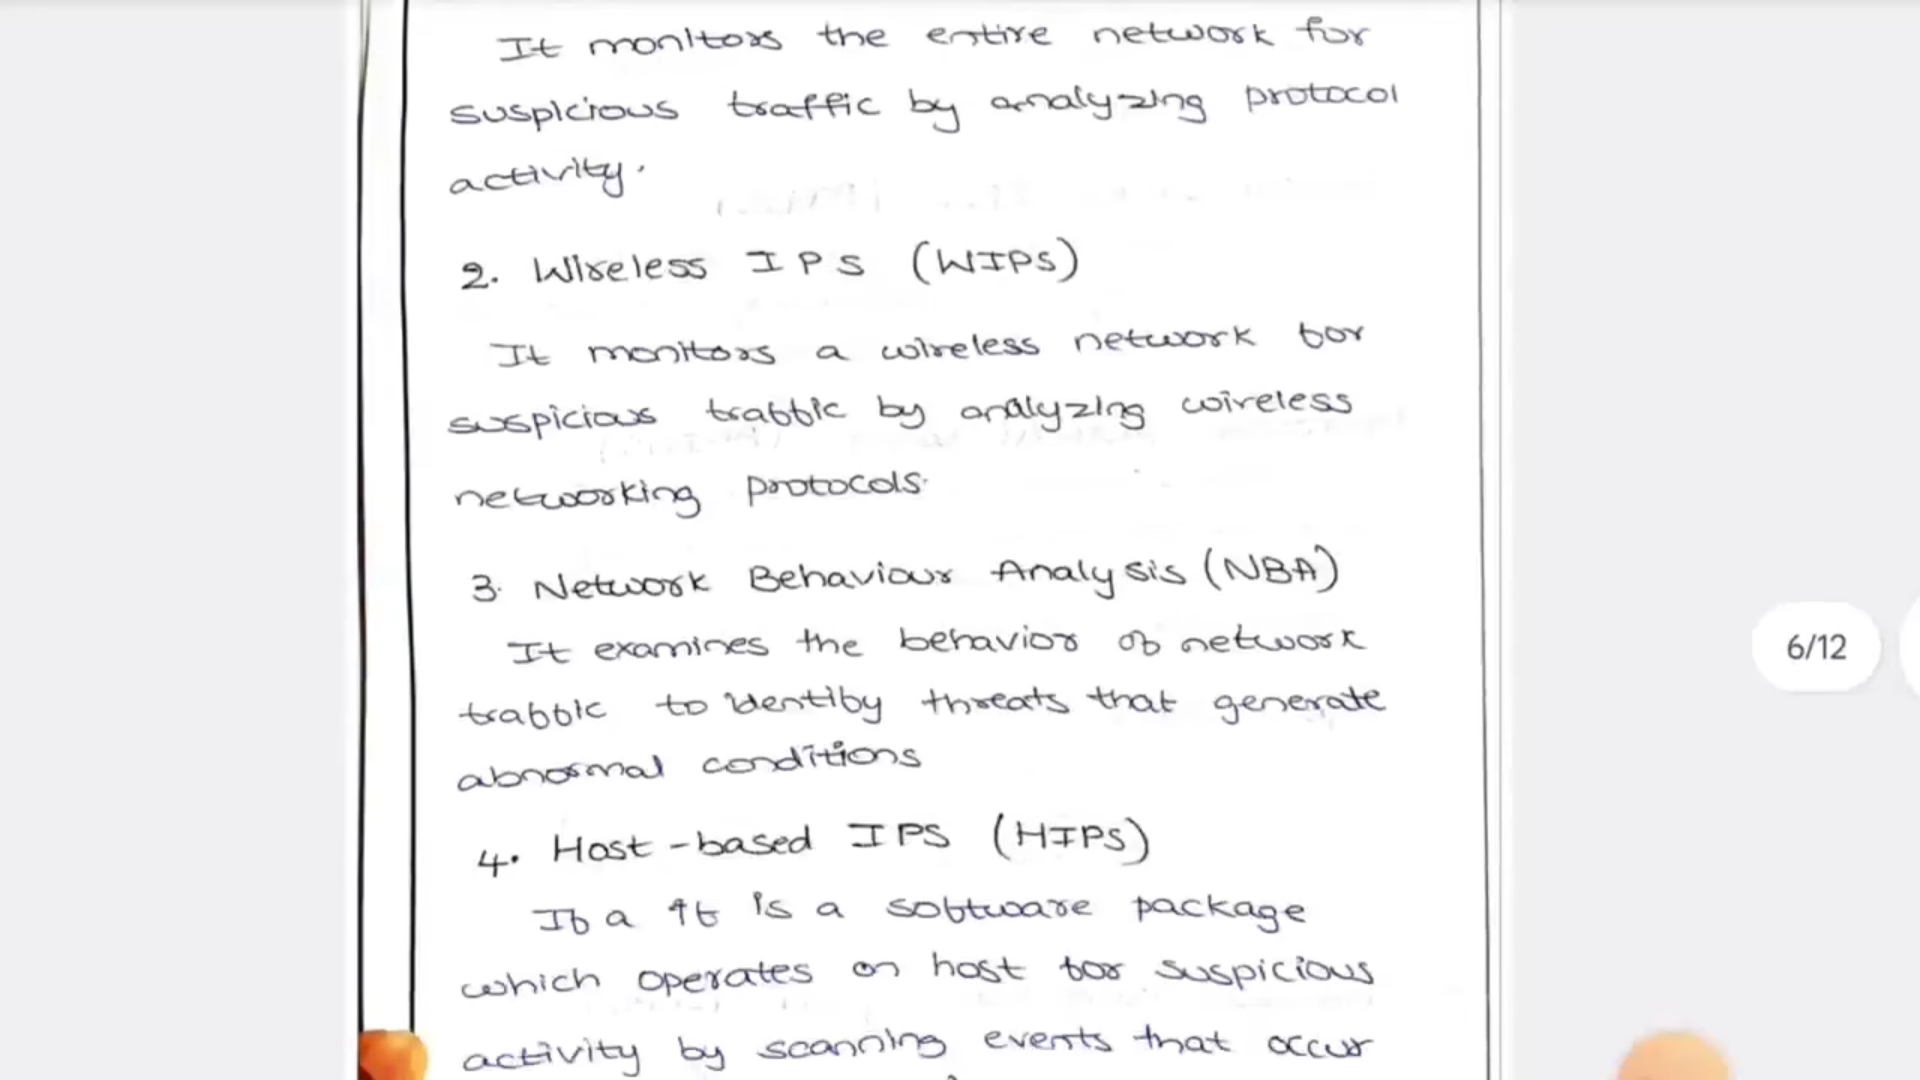 It monitors the entire network for
suspicious traffic by analyzing protocol
activity.
2. Wireless IPS (WIPS)
It monitors a wireless network for
suspicious traffic by analyzing wireless
networking protocols.
3. Network Behaviour Analysis (NBA)
It examines the behavior of network
traffic to identify threats that generate
abnormal conditions
6/12
4. Host-based IPS (HIPS)
If a it is a software package
which operates on host for suspicious
activity by scanning events that occur